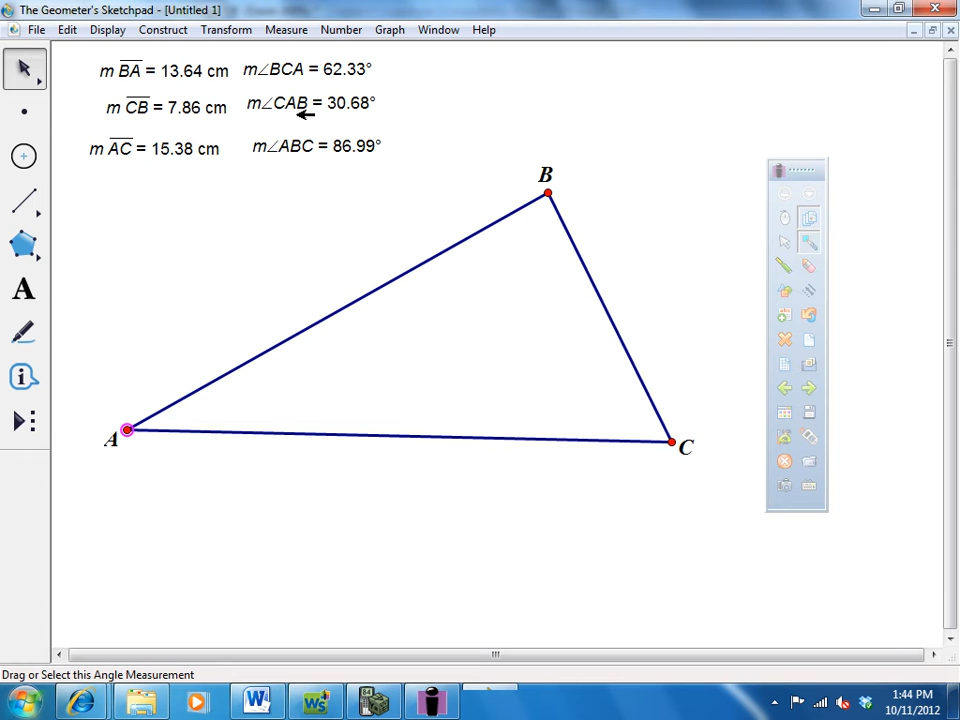 The Geometer's Sketchpad - [Untitled 1]
File Edit Display Construct Transform Measure Number Graph Window Help
m BA = 13.64 cm m∠BCA = 62.33°
m CB = 7.86 cm m∠CAB = 30.68°
m AC = 15.38 cm m∠ABC = 86.99°
B
A
C
A
Drag or Select this Angle Measurement
W
WS
84
1:44 PM
10/11/2012